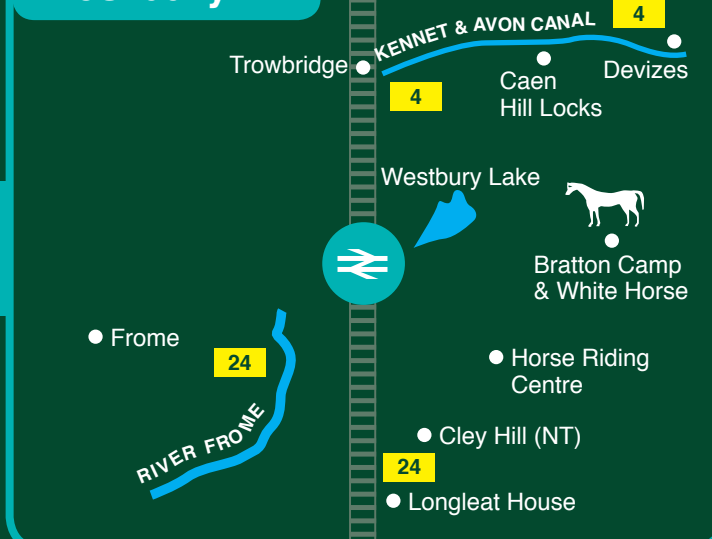 4
KENNET & AVON CANAL
Trowbridge
Devizes
Caen
Hill Locks
4
Westbury Lake
Bratton Camp
& White Horse
Frome
24
Horse Riding
Centre
RIVER FROME
Cley Hill (NT)
24
Longleat House